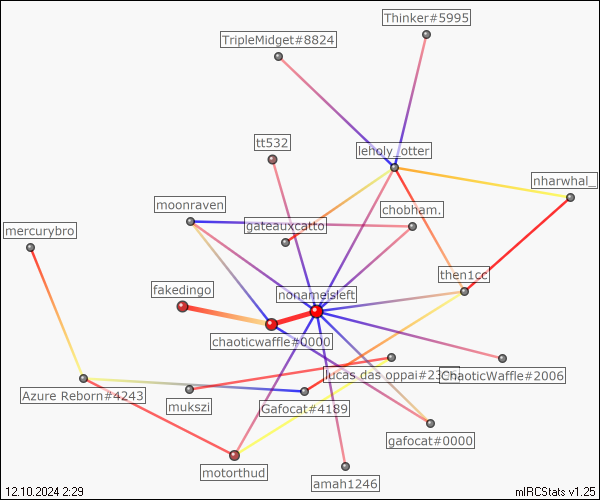 Thinker#5995
TripleMidget#8824
tt532
leholy_otter
nharwhal_
moonraven
chobham.
gateauxcatto
mercurybro
then1cc
fakedingo
nonameisleft
chaoticwaffle#0000
lucas das oppai#23
ChaoticWaffle#2006
Azure Reborn#4243
mukszi
Gafocat#4189
gafocat#0000
motorthud
amah1246
12.10.2024 2:29
mIRCStats v1.25